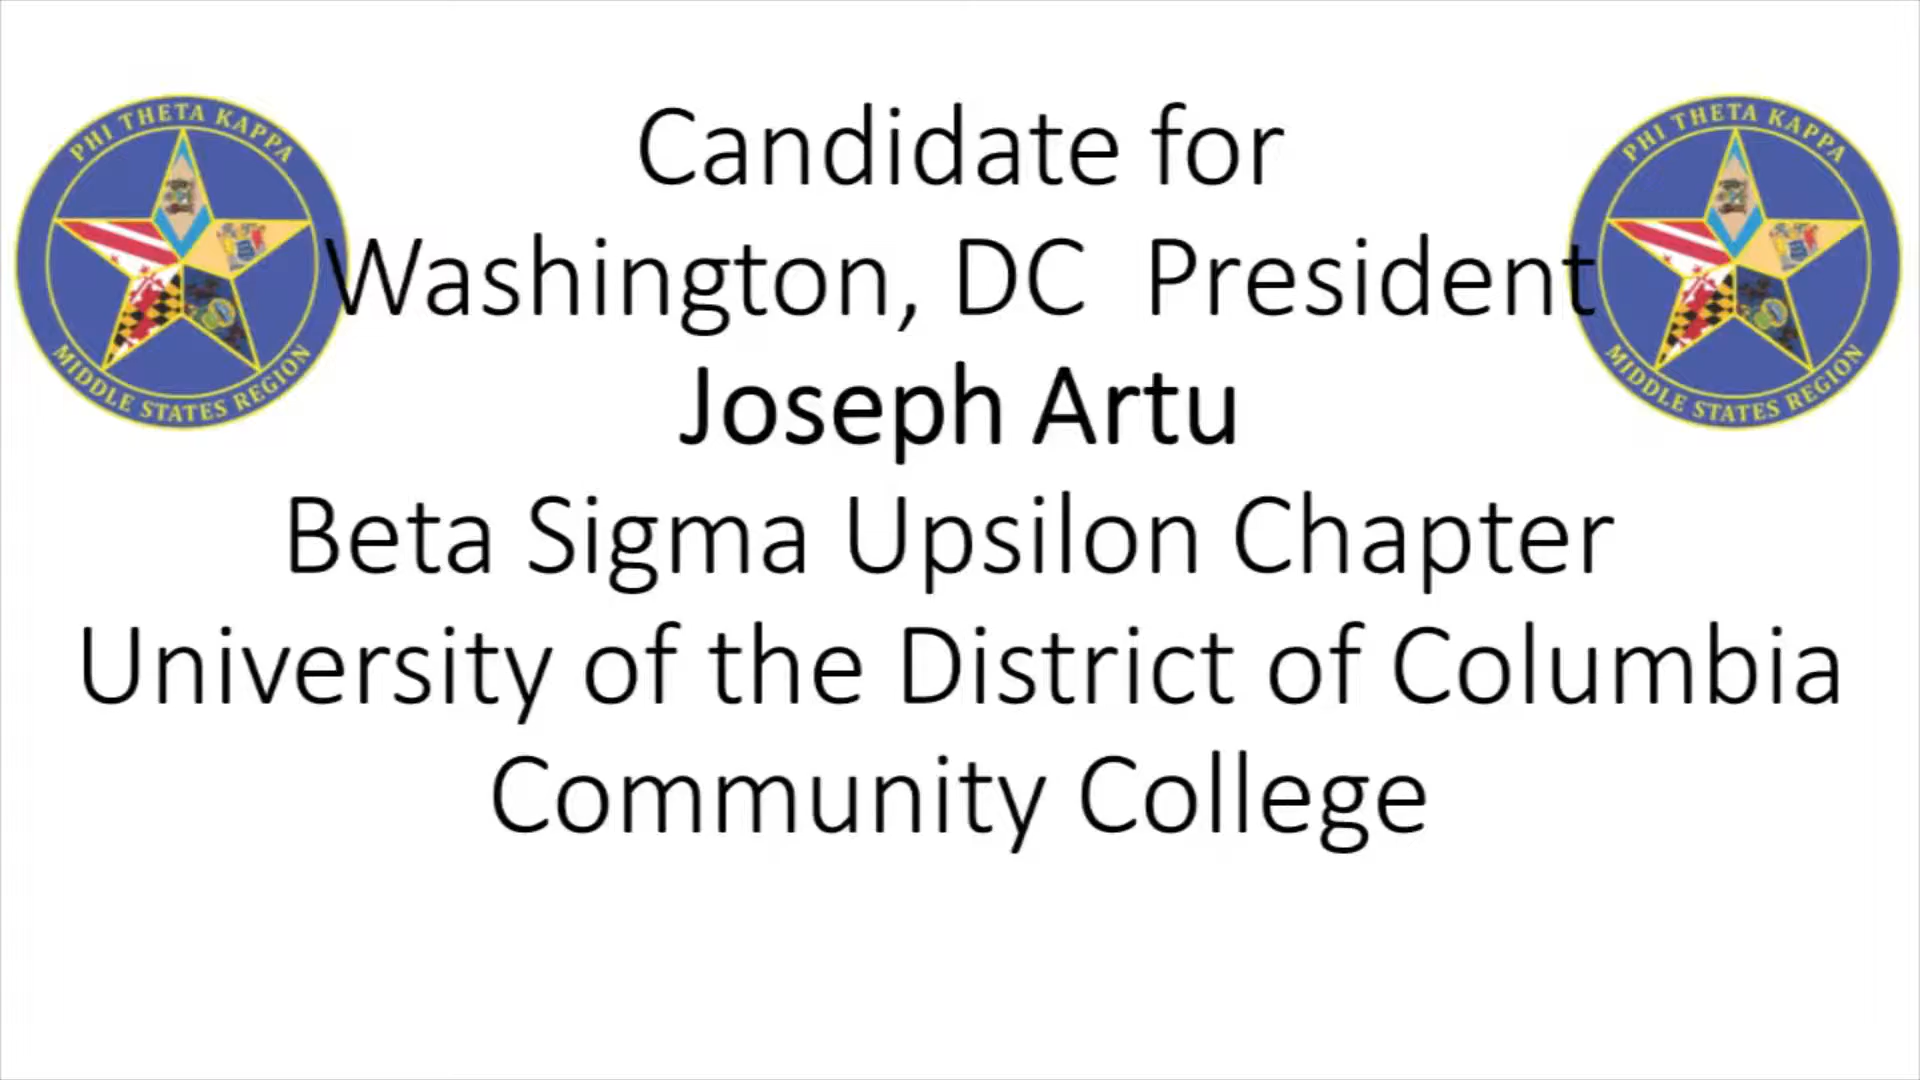 PHI THETA KAPPA
MIDDLE STATES REGION
PHI THETA KAPPA
MIDDLE STATES REGION
Candidate for
Washington, DC  President
Joseph Artu
Beta Sigma Upsilon Chapter
University of the District of Columbia
Community College